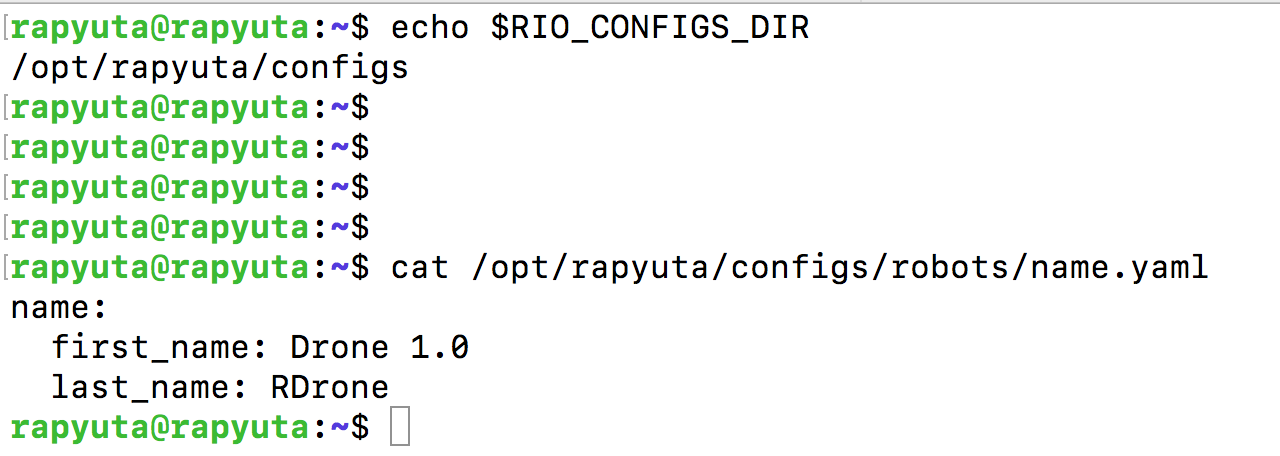 rapyuta@rapyuta:~$ echo $RIO_CONFIGS_DIR
/opt/rapyuta/configs
rapyuta@rapyuta:~$
rapyuta@rapyuta:~$
rapyuta@rapyuta:~$
rapyuta@rapyuta:~$
rapyuta@rapyuta:~$ cat /opt/rapyuta/configs/robots/name.yaml
name:
  first_name: Drone 1.0
  last_name: RDrone
rapyuta@rapyuta:~$